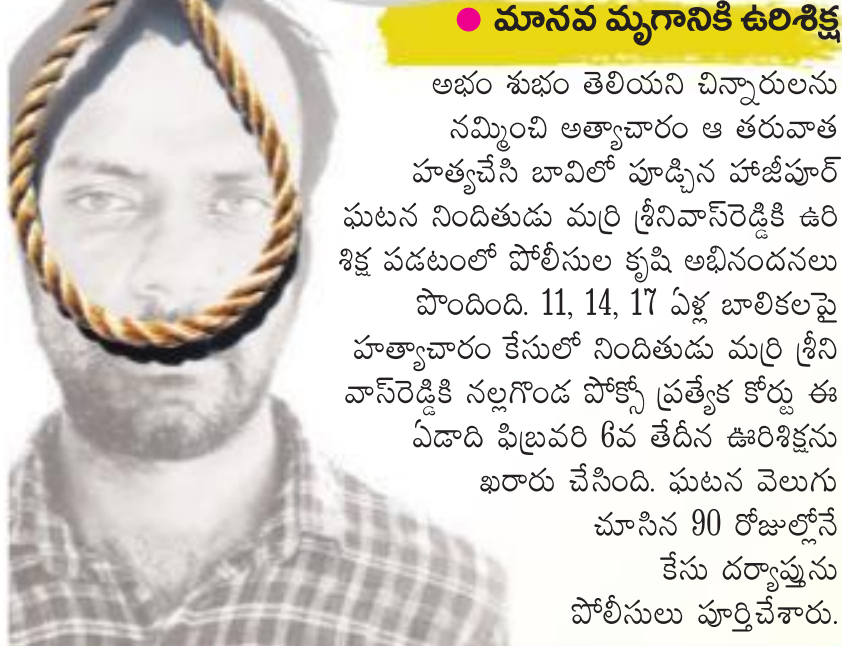 ● మానవ మృగానికి ఉరిశిక్ష
అభం శుభం తెలియని చిన్నారులను
నమ్మించి అత్యాచారం ఆ తరువాత
హత్యచేసి బావిలో పూడ్చిన హాజీపూర్
ఘటన నిందితుడు మర్రి శ్రీనివాస్‌రెడ్డికి ఉరి
శిక్ష పడటంలో పోలీసుల కృషి అభినందనలు
పొందింది. 11, 14, 17 ఏళ్ల బాలికలపై
హత్యాచారం కేసులో నిందితుడు మర్రి శ్రీని
వాస్‌రెడ్డికి నల్లగొండ పోక్సో ప్రత్యేక కోర్టు ఈ
ఏడాది ఫిబ్రవరి 6వ తేదీన ఊరిశిక్షను
ఖరారు చేసింది. ఘటన వెలుగు
చూసిన 90 రోజుల్లోనే
కేసు దర్యాప్తును
పోలీసులు పూర్తిచేశారు.